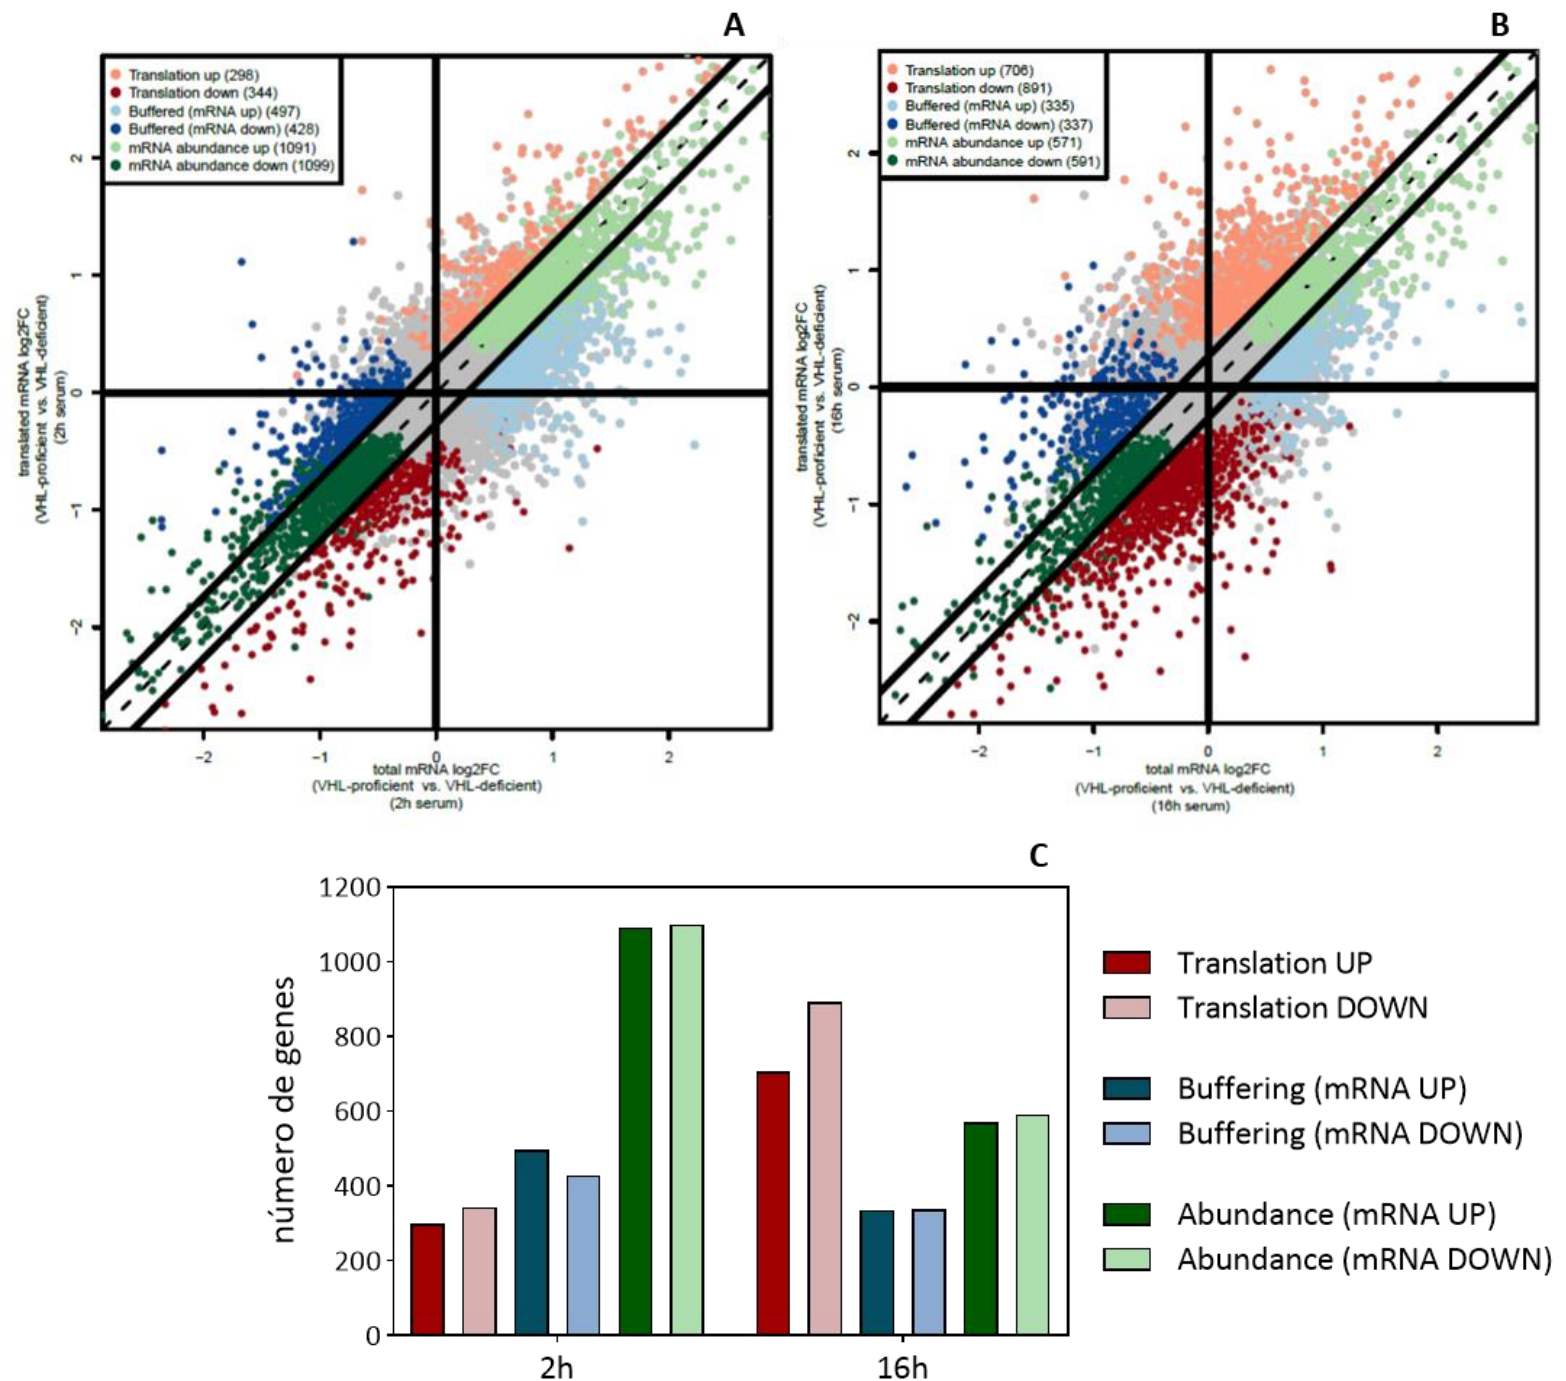 A
Translation up (298)
Translation down (344)
Buffered (mRNA up) (497)
Buffered (mRNA down) (428)
mRNA abundance up (1091)
mRNA abundance down (1099)
translated mRNA log2FC
(VHL-proficient vs. VHL-deficient)
(2h serum)
2
1
0
−1
−2
−2
−1
0
1
2
total mRNA log2FC
(VHL-proficient vs. VHL-deficient)
(2h serum)
B
Translation up (706)
Translation down (891)
Buffered (mRNA up) (335)
Buffered (mRNA down) (337)
mRNA abundance up (571)
mRNA abundance down (591)
translated mRNA log2FC
(VHL-proficient vs. VHL-deficient)
(16h serum)
2
1
0
−1
−2
−2
−1
0
1
2
total mRNA log2FC
(VHL-proficient vs. VHL-deficient)
(16h serum)
C
número de genes
1200
1000
800
600
400
200
0
2h
16h
Translation UP
Translation DOWN
Buffering (mRNA UP)
Buffering (mRNA DOWN)
Abundance (mRNA UP)
Abundance (mRNA DOWN)